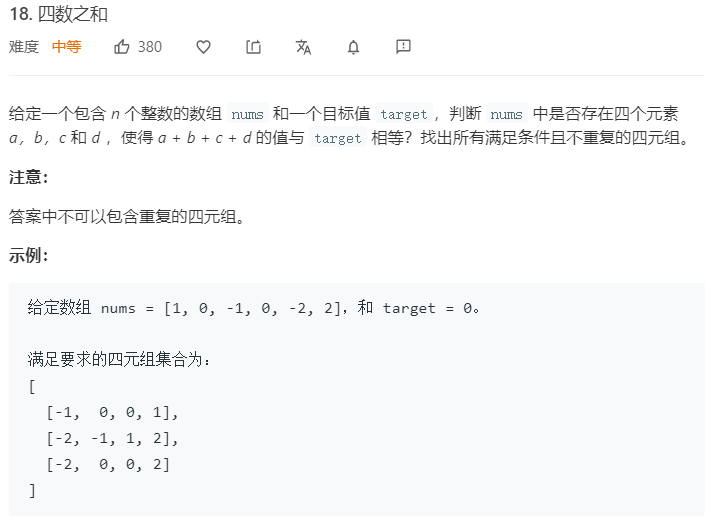 18. 四数之和
难度 中等 380
给定一个包含 n 个整数的数组 nums 和一个目标值 target，判断 nums 中是否存在四个元素
a，b，c 和 d ，使得 a + b + c + d 的值与 target 相等？找出所有满足条件且不重复的四元组。
注意：
答案中不可以包含重复的四元组。
示例：
给定数组 nums = [1, 0, -1, 0, -2, 2]，和 target = 0。
满足要求的四元组集合为：
[
[-1, 0, 0, 1],
[-2, -1, 1, 2],
[-2, 0, 0, 2]
]